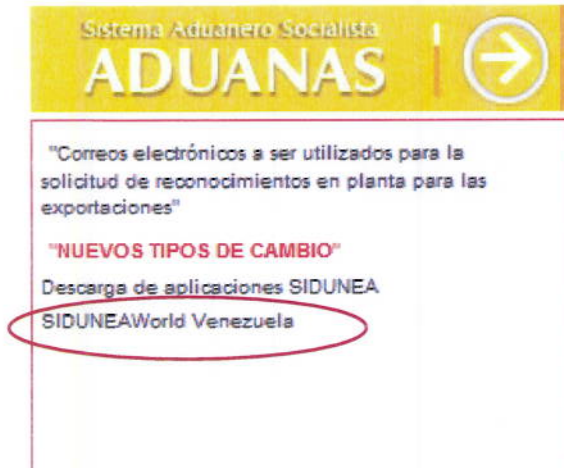 Sistema Aduanero Socialista
ADUANAS
"Correos electrónicos a ser utilizados para la
solicitud de reconocimientos en planta para las
exportaciones"
"NUEVOS TIPOS DE CAMBIO"
Descarga de aplicaciones SIDUNEA
SIDUNEAWorld Venezuela